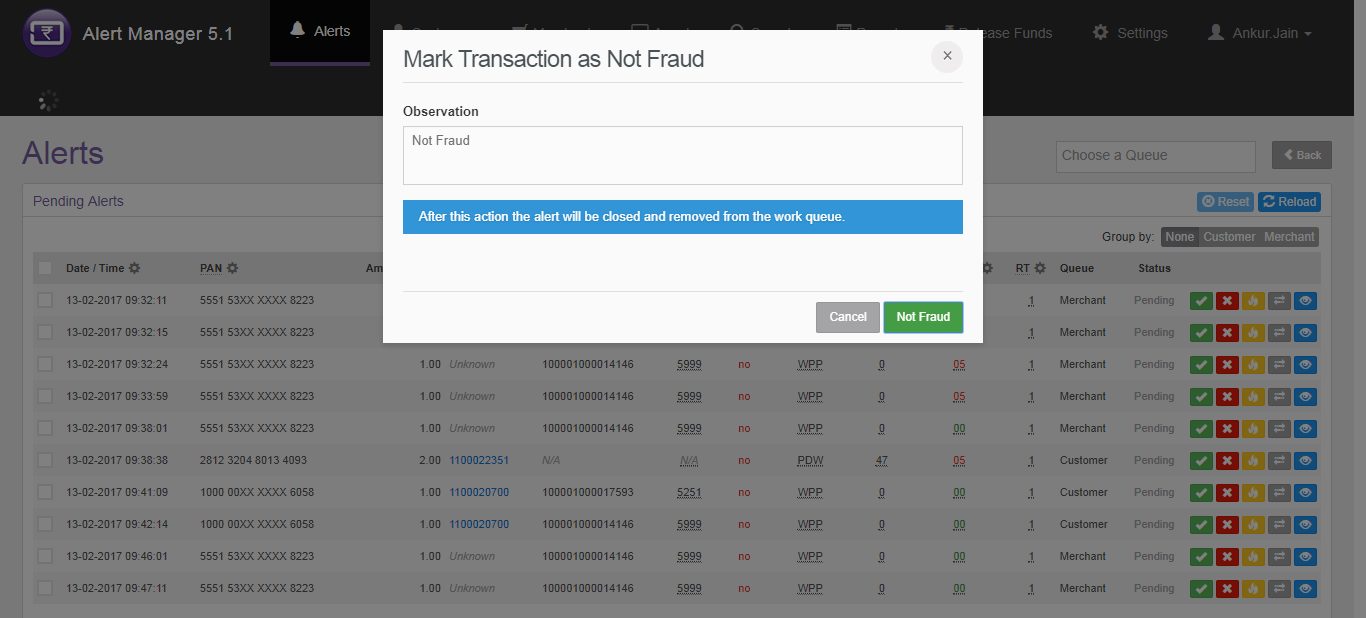 Alert Manager 5.1
Alerts
Release Funds
Settings
Ankur.Jain
Mark Transaction as Not Fraud
×
Observation
Not Fraud
After this action the alert will be closed and removed from the work queue.
Cancel Not Fraud
Alerts
Choose a Queue
Back
Pending Alerts
Reset Reload
Group by: None Customer Merchant
Date / Time PAN Am RT Queue Status
13-02-2017 09:32:11 5551 53XX XXXX 8223 1 Merchant Pending
13-02-2017 09:32:15 5551 53XX XXXX 8223 1 Merchant Pending
13-02-2017 09:32:24 5551 53XX XXXX 8223 1.00 Unknown 100001000014146 5999 no WPP 0 05 1 Merchant Pending
13-02-2017 09:33:59 5551 53XX XXXX 8223 1.00 Unknown 100001000014146 5999 no WPP 0 05 1 Merchant Pending
13-02-2017 09:38:01 5551 53XX XXXX 8223 1.00 Unknown 100001000014146 5999 no WPP 0 00 1 Merchant Pending
13-02-2017 09:38:38 2812 3204 8013 4093 2.00 1100022351 N/A N/A no PDW 47 05 1 Customer Pending
13-02-2017 09:41:09 1000 00XX XXXX 6058 1.00 1100020700 100001000017593 5251 no WPP 0 00 1 Customer Pending
13-02-2017 09:42:14 1000 00XX XXXX 6058 1.00 1100020700 100001000014146 5999 no WPP 0 00 1 Customer Pending
13-02-2017 09:46:01 5551 53XX XXXX 8223 1.00 Unknown 100001000014146 5999 no WPP 0 00 1 Merchant Pending
13-02-2017 09:47:11 5551 53XX XXXX 8223 1.00 Unknown 100001000014146 5999 no WPP 0 00 1 Merchant Pending